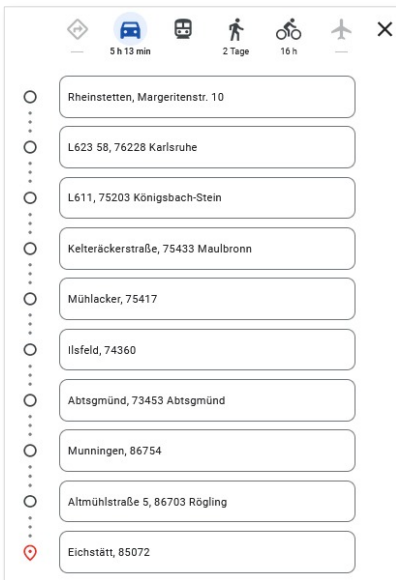 5 h 13 min
2 Tage
16 h
Rheinstetten, Margeritenstr. 10
L623 58, 76228 Karlsruhe
L611, 75203 Königsbach-Stein
Kelteräckerstraße, 75433 Maulbronn
Mühlacker, 75417
Ilsfeld, 74360
Abtsgmünd, 73453 Abtsgmünd
Munningen, 86754
Altmühlstraße 5, 86703 Rögling
Eichstätt, 85072